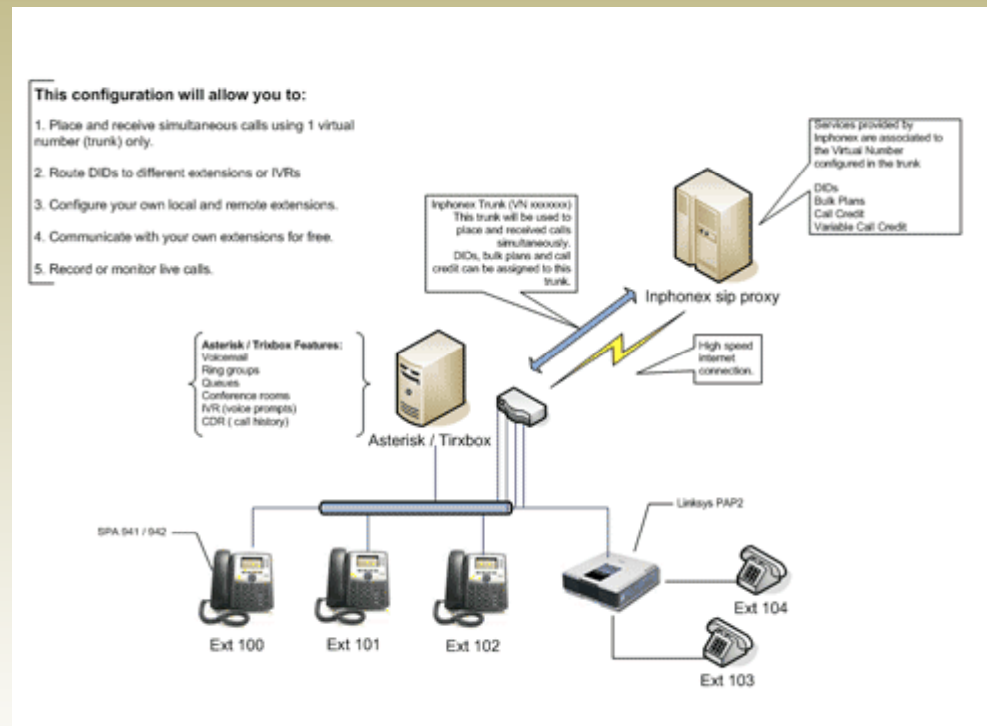 This configuration will allow you to:
1. Place and receive simultaneous calls using 1 virtual
number (trunk) only.
2. Route DIDs to different extensions or IVRs
3. Configure your own local and remote extensions.
4. Communicate with your own extensions for free.
5. Record or monitor live calls.
Services provided by
Inphonex are associated to
the Virtual Number
configured in the trunk
DIDs
Bulk Plans
Call Credit
Variable Call Credit
Inphonex Trunk (VN xxxxxxx)
This trunk will be used to
place and received calls
simultaneously.
DIDs, bulk plans and call
credit can be assigned to this
trunk.
Inphonex sip proxy
Asterisk / Trixbox Features:
Voicemail
Ring groups
Queues
Conference rooms
IVR (voice prompts)
CDR ( call history)
High speed
internet
connection.
Asterisk / Tirxbox
Linksys PAP2
SPA 941 / 942
Ext 100
Ext 101
Ext 102
Ext 104
Ext 103